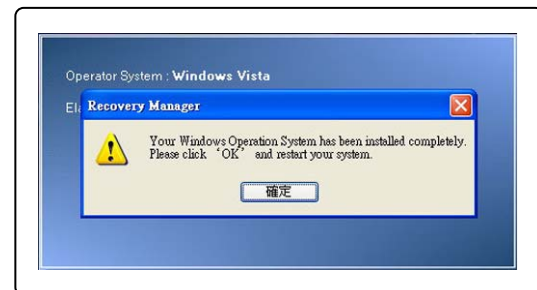 Operator System : Windows Vista
Recovery Manager
Your Windows Operation System has been installed completely.
Please click ‘OK’ and restart your system.
確定